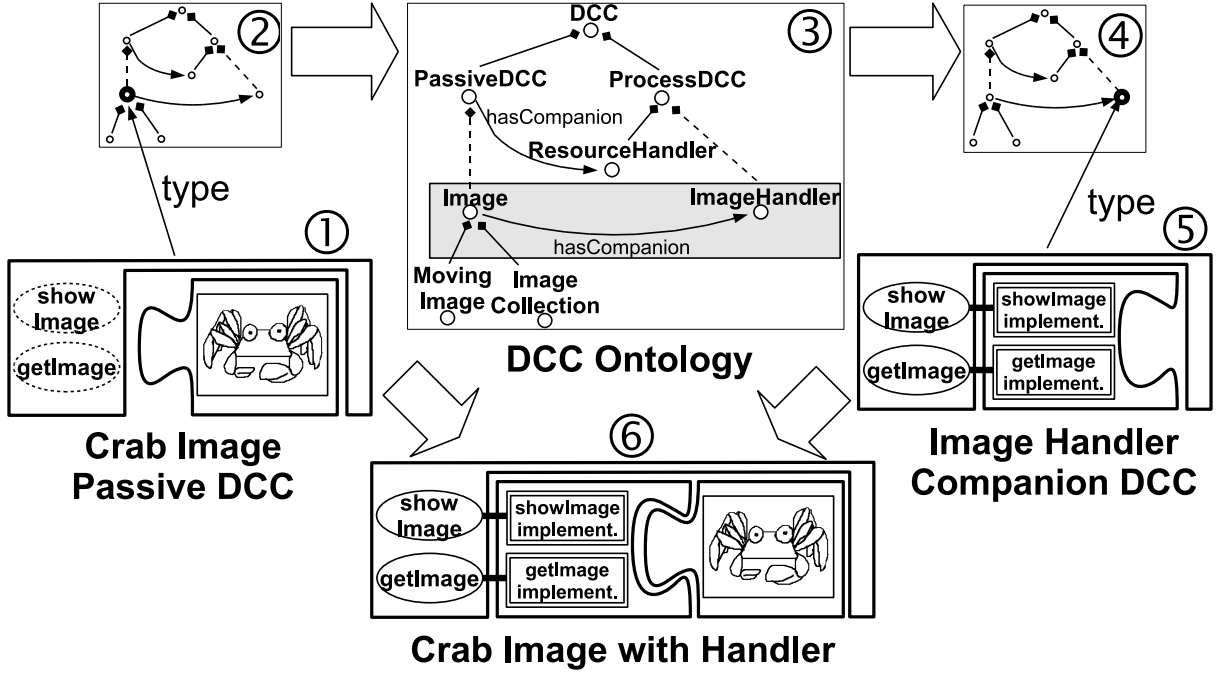 ②
③
④
DCC
PassiveDCC
ProcessDCC
hasCompanion
ResourceHandler
Image
ImageHandler
hasCompanion
Moving
Image
Image
Collection
DCC Ontology
type
①
show
Image
getImage
Crab Image
Passive DCC
type
⑤
show
Image
getImage
showImage
implement.
getImage
implement.
Image Handler
Companion DCC
⑥
show
Image
getImage
showImage
implement.
getImage
implement.
Crab Image with Handler